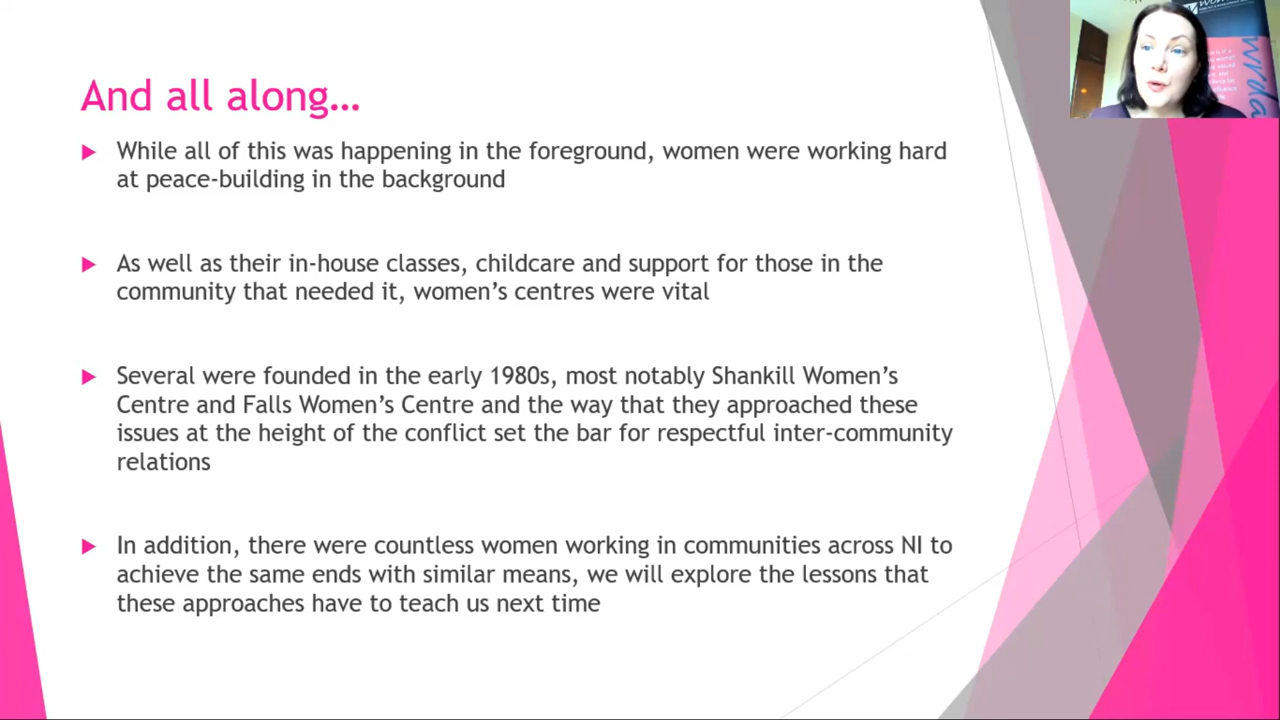 And all along…
While all of this was happening in the foreground, women were working hard
at peace-building in the background
As well as their in-house classes, childcare and support for those in the
community that needed it, women's centres were vital
Several were founded in the early 1980s, most notably Shankill Women's
Centre and Falls Women's Centre and the way that they approached these
issues at the height of the conflict set the bar for respectful inter-community
relations
In addition, there were countless women working in communities across NI to
achieve the same ends with similar means, we will explore the lessons that
these approaches have to teach us next time
wrda